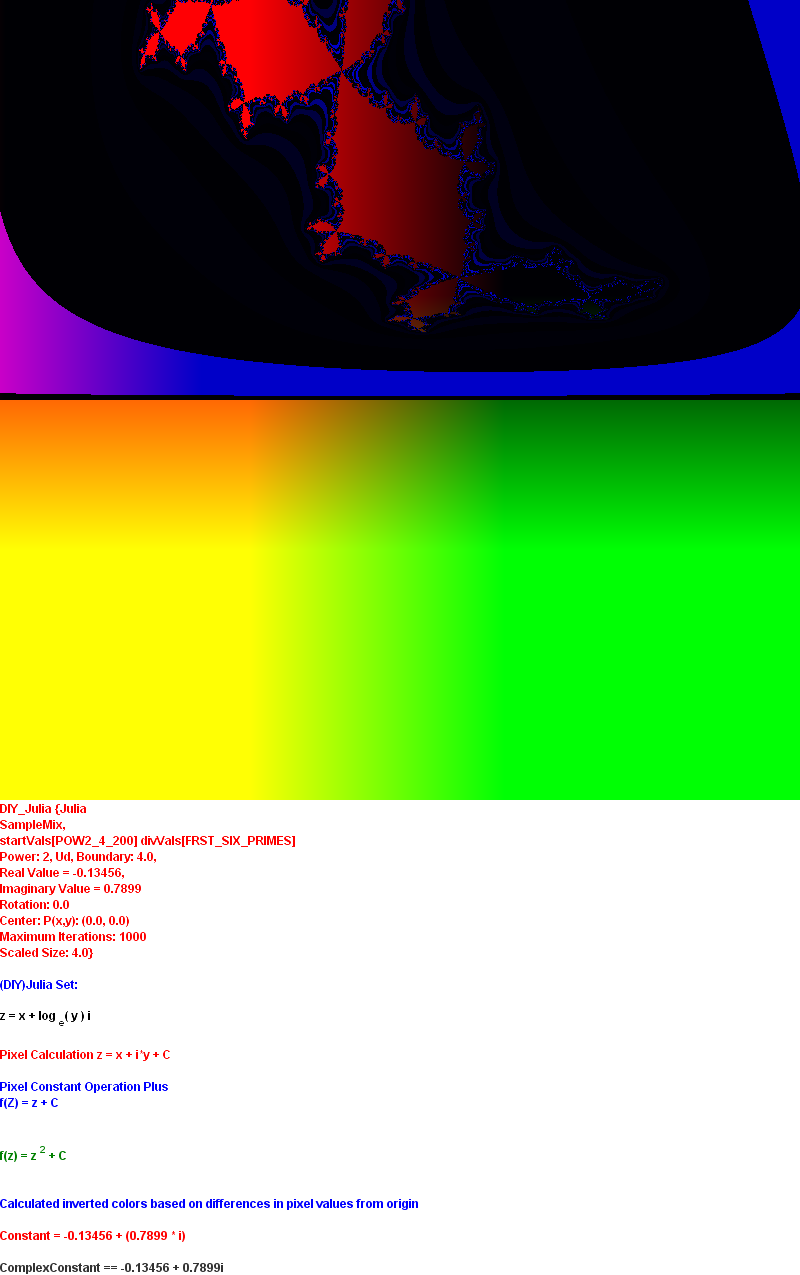 DIY_Julia {Julia
SampleMix,
startVals[POW2_4_200] divVals[FRST_SIX_PRIMES]
Power: 2, Ud, Boundary: 4.0,
Real Value = -0.13456,
Imaginary Value = 0.7899
Rotation: 0.0
Center: P(x,y): (0.0, 0.0)
Maximum Iterations: 1000
Scaled Size: 4.0}
(DIY)Julia Set:
z = x + log e( y ) i
Pixel Calculation z = x + i*y + C
Pixel Constant Operation Plus
f(Z) = z + C
f(z) = z 2 + C
Calculated inverted colors based on differences in pixel values from origin
Constant = -0.13456 + (0.7899 * i)
ComplexConstant == -0.13456 + 0.7899i